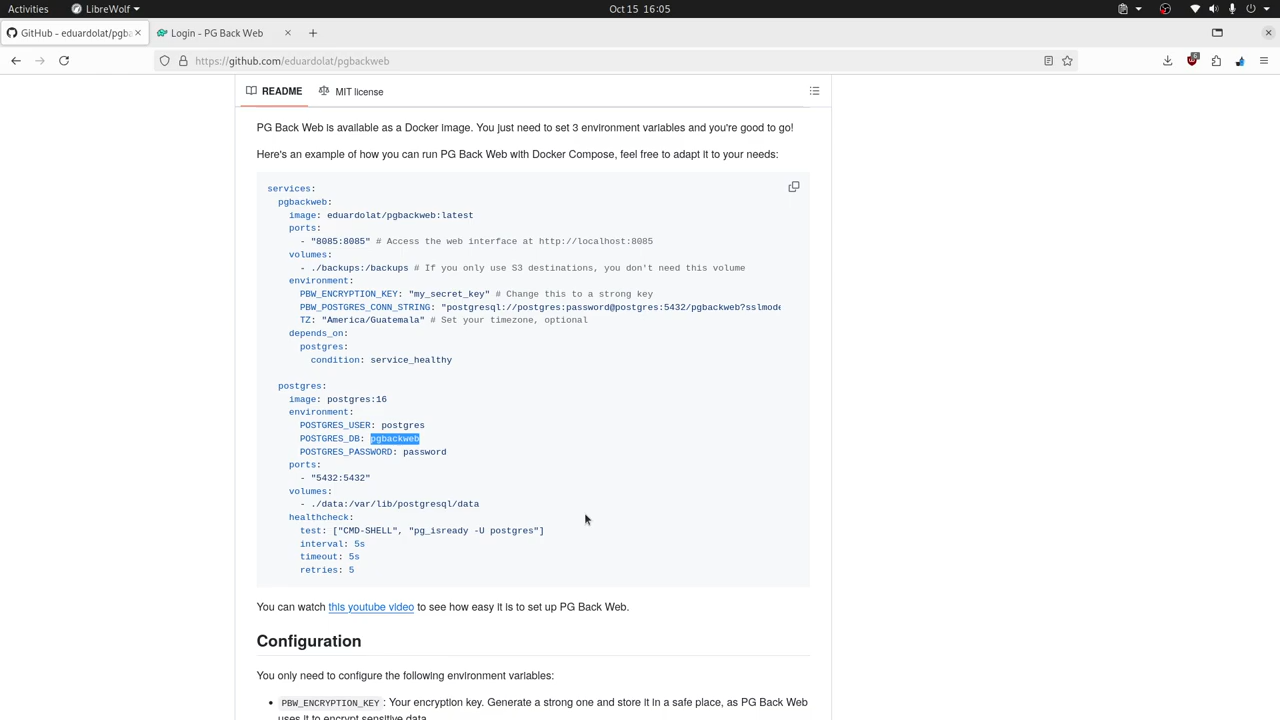 Activities
LibreWolf
Oct 15 16:05
GitHub - eduardolat/pgba
Login - PG Back Web
https://github.com/eduardolat/pgbackweb
6
README
MIT license
PG Back Web is available as a Docker image. You just need to set 3 environment variables and you're good to go!
Here's an example of how you can run PG Back Web with Docker Compose, feel free to adapt it to your needs:
services:
  pgbackweb:
    image: eduardolat/pgbackweb:latest
    ports:
      - "8085:8085" # Access the web interface at http://localhost:8085
    volumes:
      - ./backups:/backups # If you only use S3 destinations, you don't need this volume
    environment:
      PBW_ENCRYPTION_KEY: "my_secret_key" # Change this to a strong key
      PBW_POSTGRES_CONN_STRING: "postgresql://postgres:password@postgres:5432/pgbackweb?sslmode
      TZ: "America/Guatemala" # Set your timezone, optional
    depends_on:
      postgres:
        condition: service_healthy
  postgres:
    image: postgres:16
    environment:
      POSTGRES_USER: postgres
      POSTGRES_DB: pgbackweb
      POSTGRES_PASSWORD: password
    ports:
      - "5432:5432"
    volumes:
      - ./data:/var/lib/postgresql/data
    healthcheck:
      test: ["CMD-SHELL", "pg_isready -U postgres"]
      interval: 5s
      timeout: 5s
      retries: 5
You can watch this youtube video to see how easy it is to set up PG Back Web.
Configuration
You only need to configure the following environment variables:
• PBW_ENCRYPTION_KEY : Your encryption key. Generate a strong one and store it in a safe place, as PG Back Web
uses it to encrypt sensitive data.